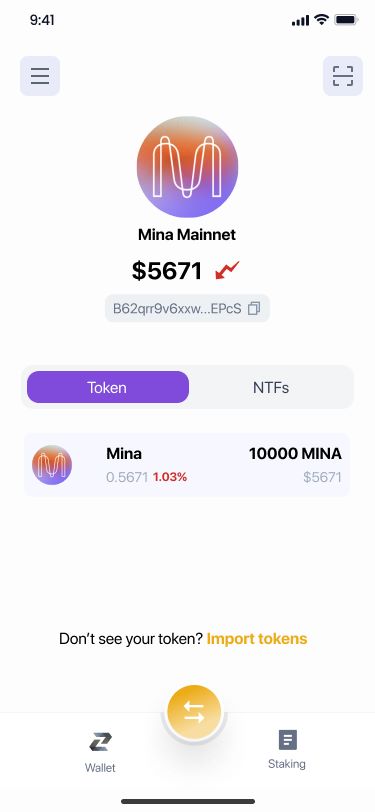 9:41
Mina Mainnet
$5671
B62qrr9v6xxw...EPcS
Token NTFs
Mina 10000 MINA
0.5671 1.03% $5671
Don't see your token? Import tokens
Wallet Staking